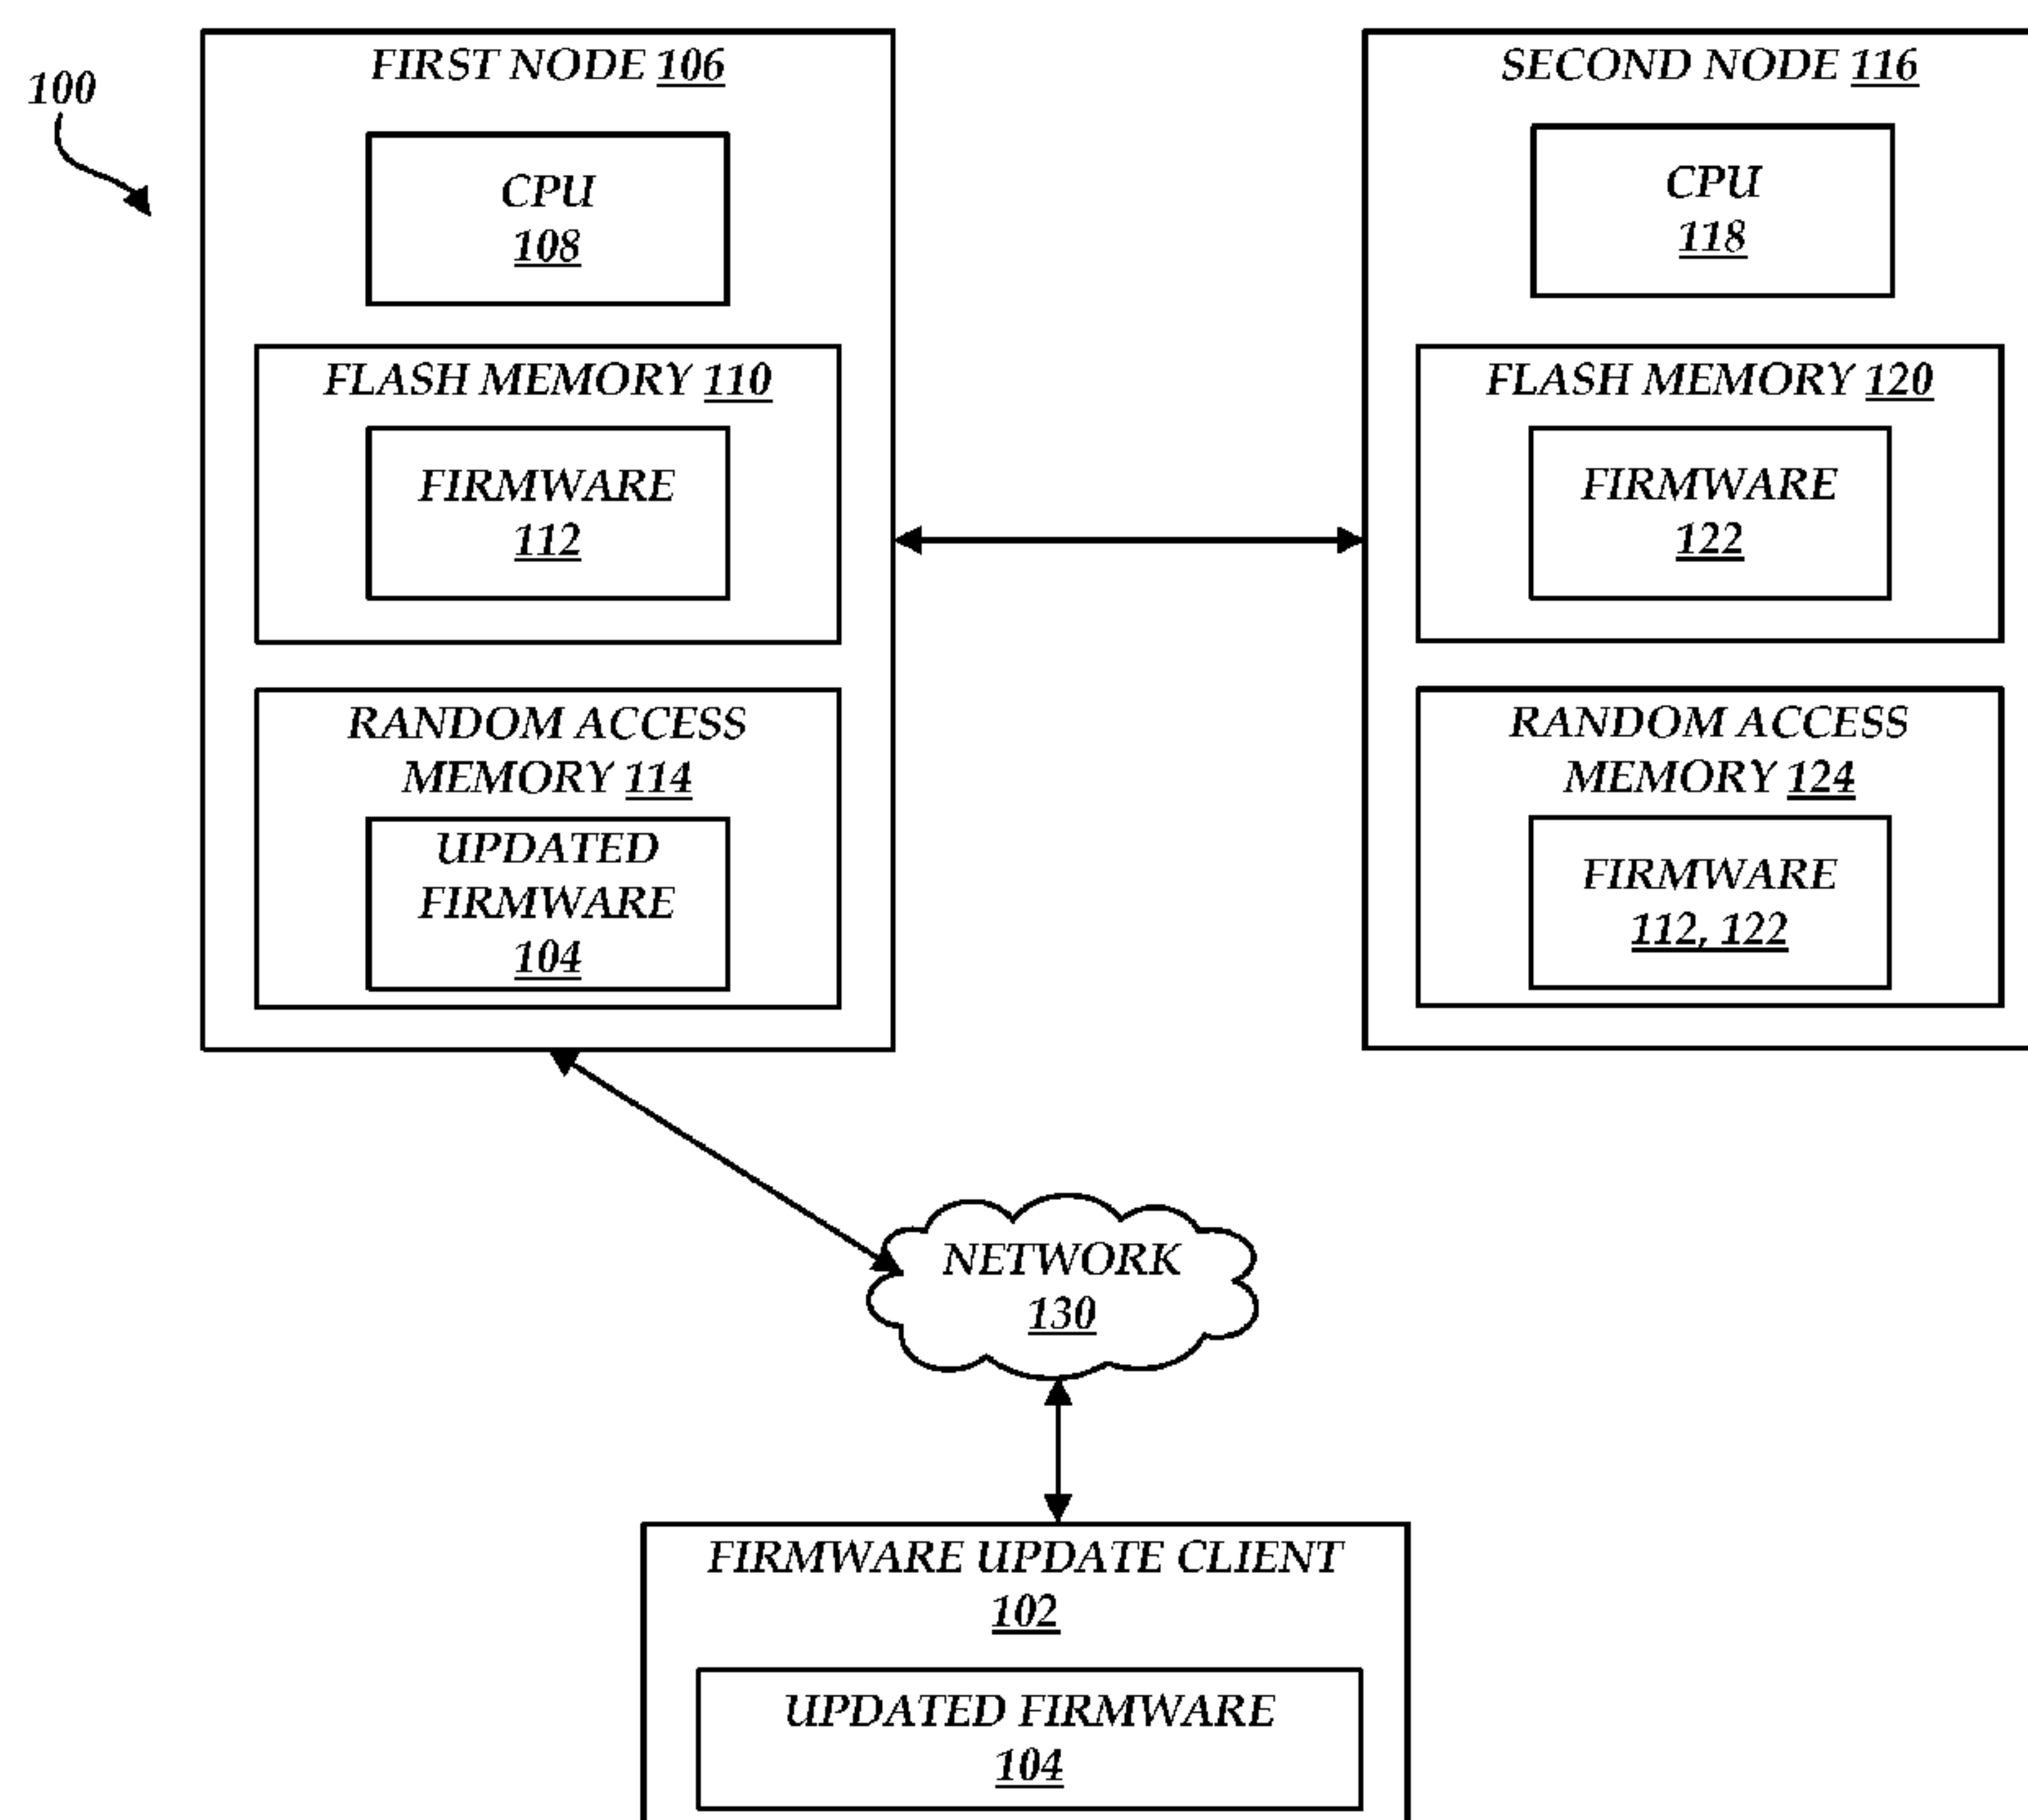 100
FIRST NODE 106
CPU
108
FLASH MEMORY 110
FIRMWARE
112
RANDOM ACCESS
MEMORY 114
UPDATED
FIRMWARE
104
SECOND NODE 116
CPU
118
FLASH MEMORY 120
FIRMWARE
122
RANDOM ACCESS
MEMORY 124
FIRMWARE
112, 122
NETWORK
130
FIRMWARE UPDATE CLIENT
102
UPDATED FIRMWARE
104